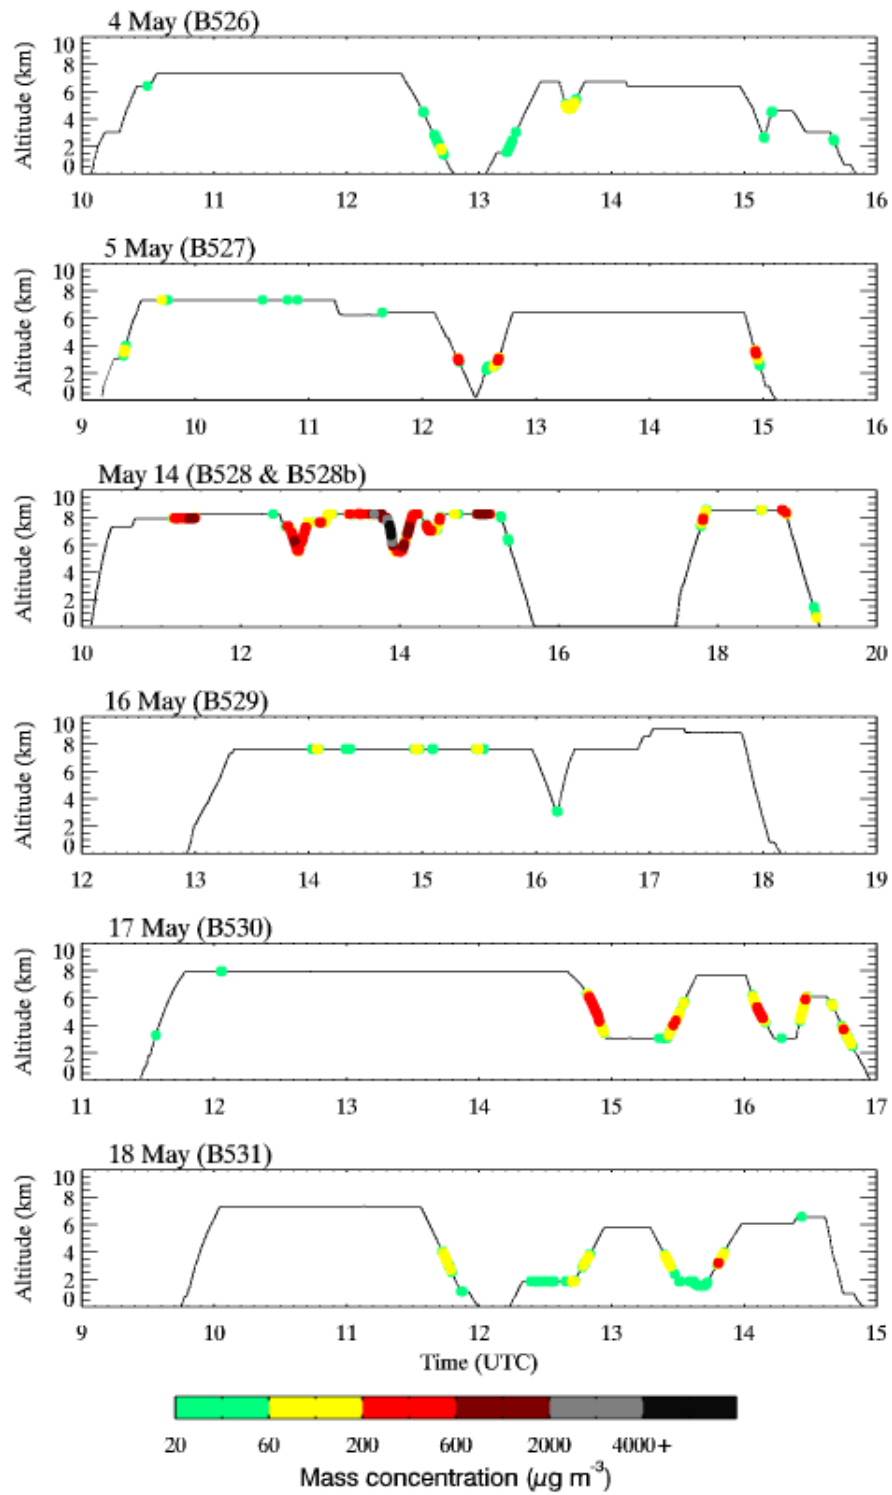 4 May (B526)
Altitude (km)
10
8
6
4
2
0
10 11 12 13 14 15 16
5 May (B527)
Altitude (km)
10
8
6
4
2
0
9 10 11 12 13 14 15 16
May 14 (B528 & B528b)
Altitude (km)
10
8
6
4
2
0
10 12 14 16 18 20
16 May (B529)
Altitude (km)
10
8
6
4
2
0
12 13 14 15 16 17 18 19
17 May (B530)
Altitude (km)
10
8
6
4
2
0
11 12 13 14 15 16 17
18 May (B531)
Altitude (km)
10
8
6
4
2
0
9 10 11 12 13 14 15
Time (UTC)
20 60 200 600 2000 4000+
Mass concentration (µg m⁻³)